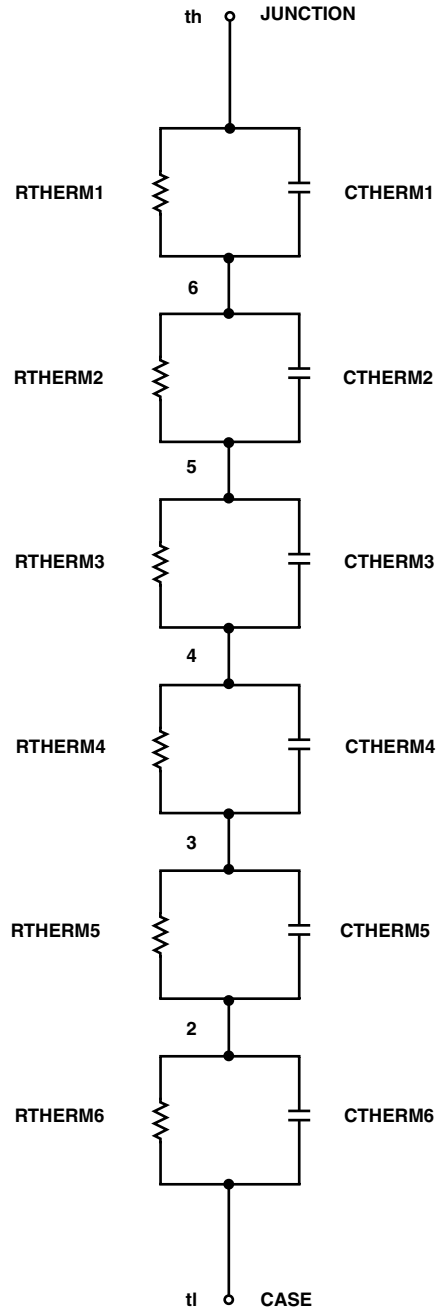 th JUNCTION
RTHERM1 CTHERM1
6
RTHERM2 CTHERM2
5
RTHERM3 CTHERM3
4
RTHERM4 CTHERM4
3
RTHERM5 CTHERM5
2
RTHERM6 CTHERM6
tl CASE